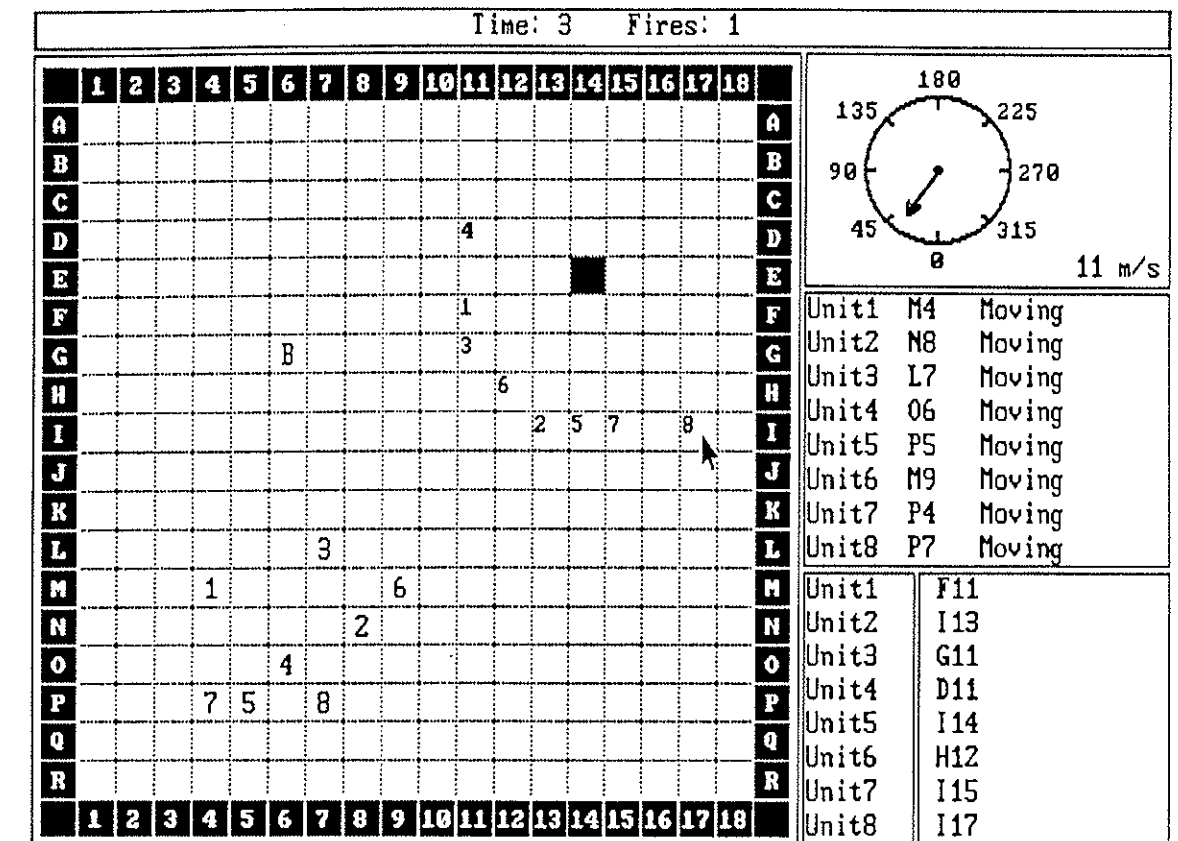 Time: 3 Fires: 1
1 2 3 4 5 6 7 8 9 10 11 12 13 14 15 16 17 18
A A
B B
C C
D 4 D
E E
F 1 F
G B 3 G
H 6 H
I 2 5 7 8 I
J J
K K
L 3 L
M 1 6 M
N 2 N
O 4 O
P 7 5 8 P
Q Q
R R
1 2 3 4 5 6 7 8 9 10 11 12 13 14 15 16 17 18
180
135 225
90 270
45 315
0
11 m/s
Unit1 M4 Moving
Unit2 N8 Moving
Unit3 L7 Moving
Unit4 O6 Moving
Unit5 P5 Moving
Unit6 M9 Moving
Unit7 P4 Moving
Unit8 P7 Moving
Unit1 F11
Unit2 I13
Unit3 G11
Unit4 D11
Unit5 I14
Unit6 H12
Unit7 I15
Unit8 I17